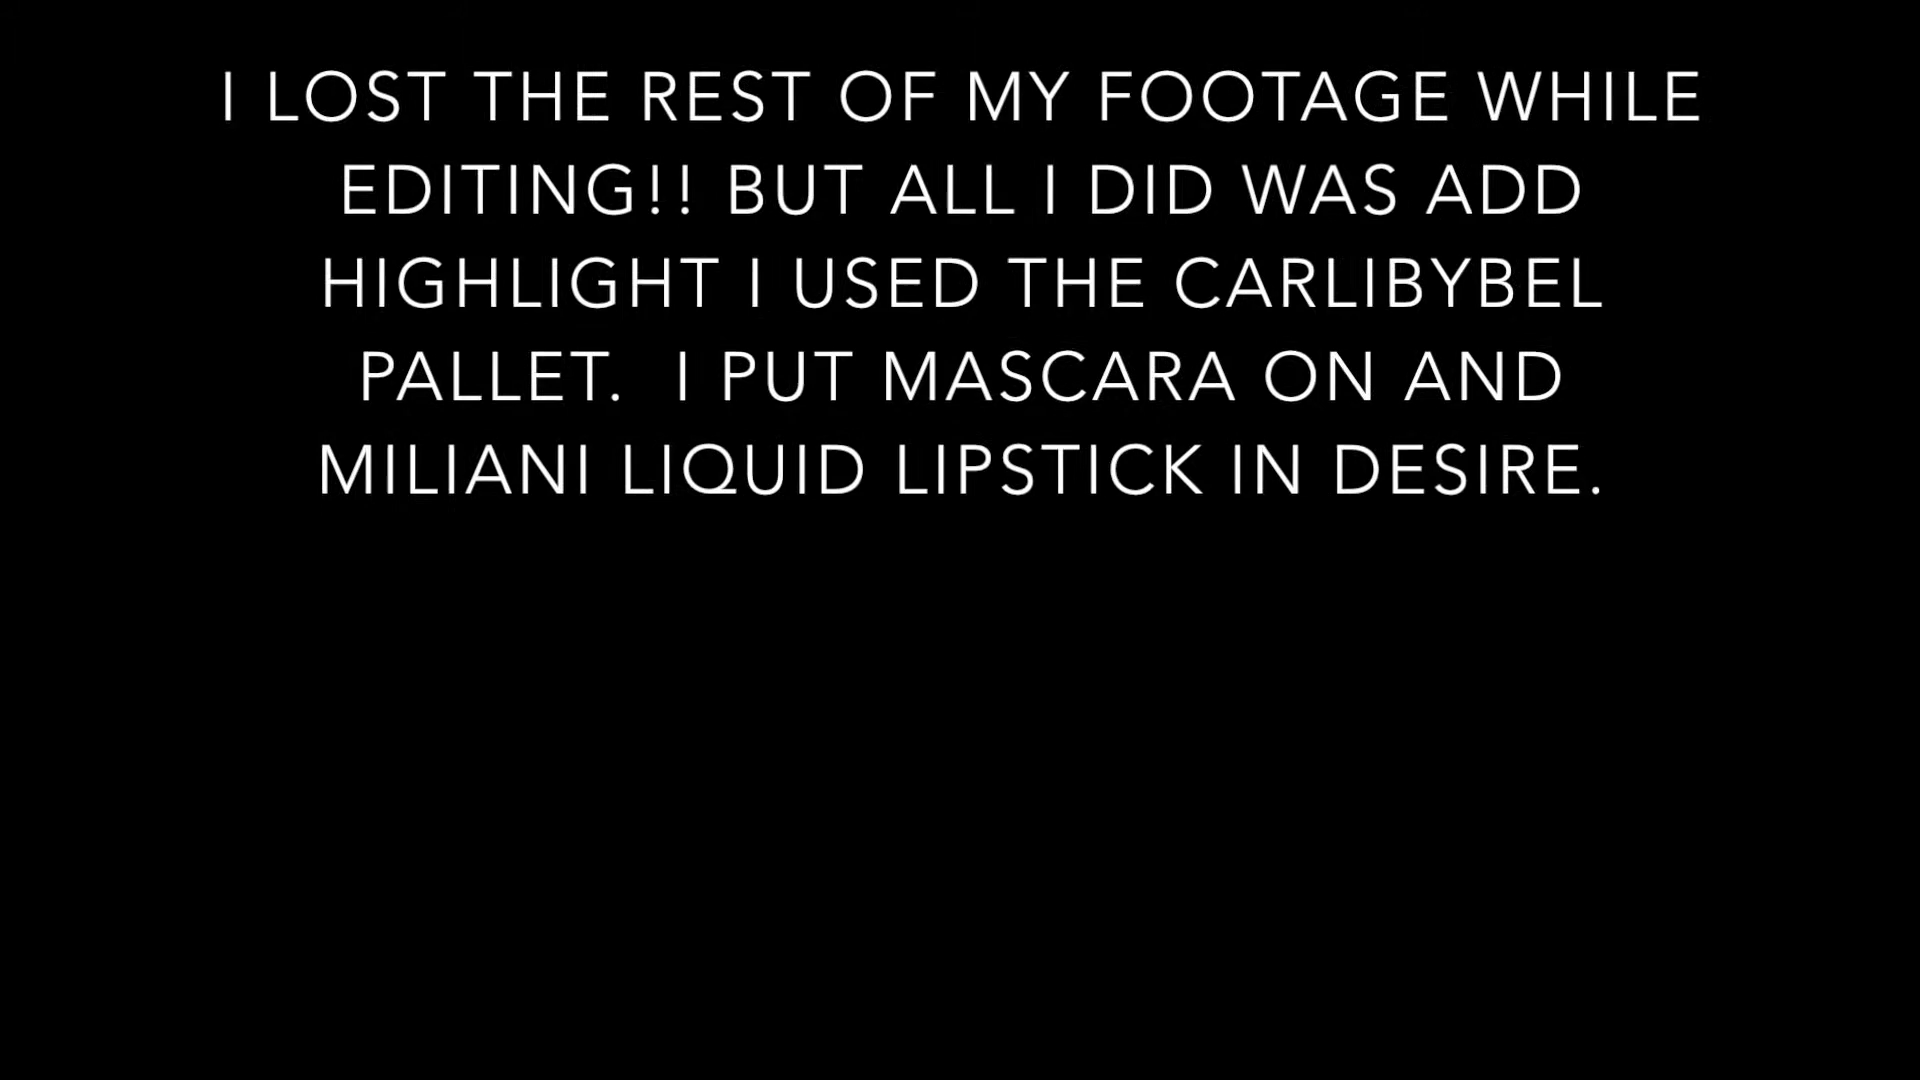 I LOST THE REST OF MY FOOTAGE WHILE
EDITING!! BUT ALL I DID WAS ADD
HIGHLIGHT I USED THE CARLIBYBEL
PALLET.  I PUT MASCARA ON AND
MILIANI LIQUID LIPSTICK IN DESIRE.